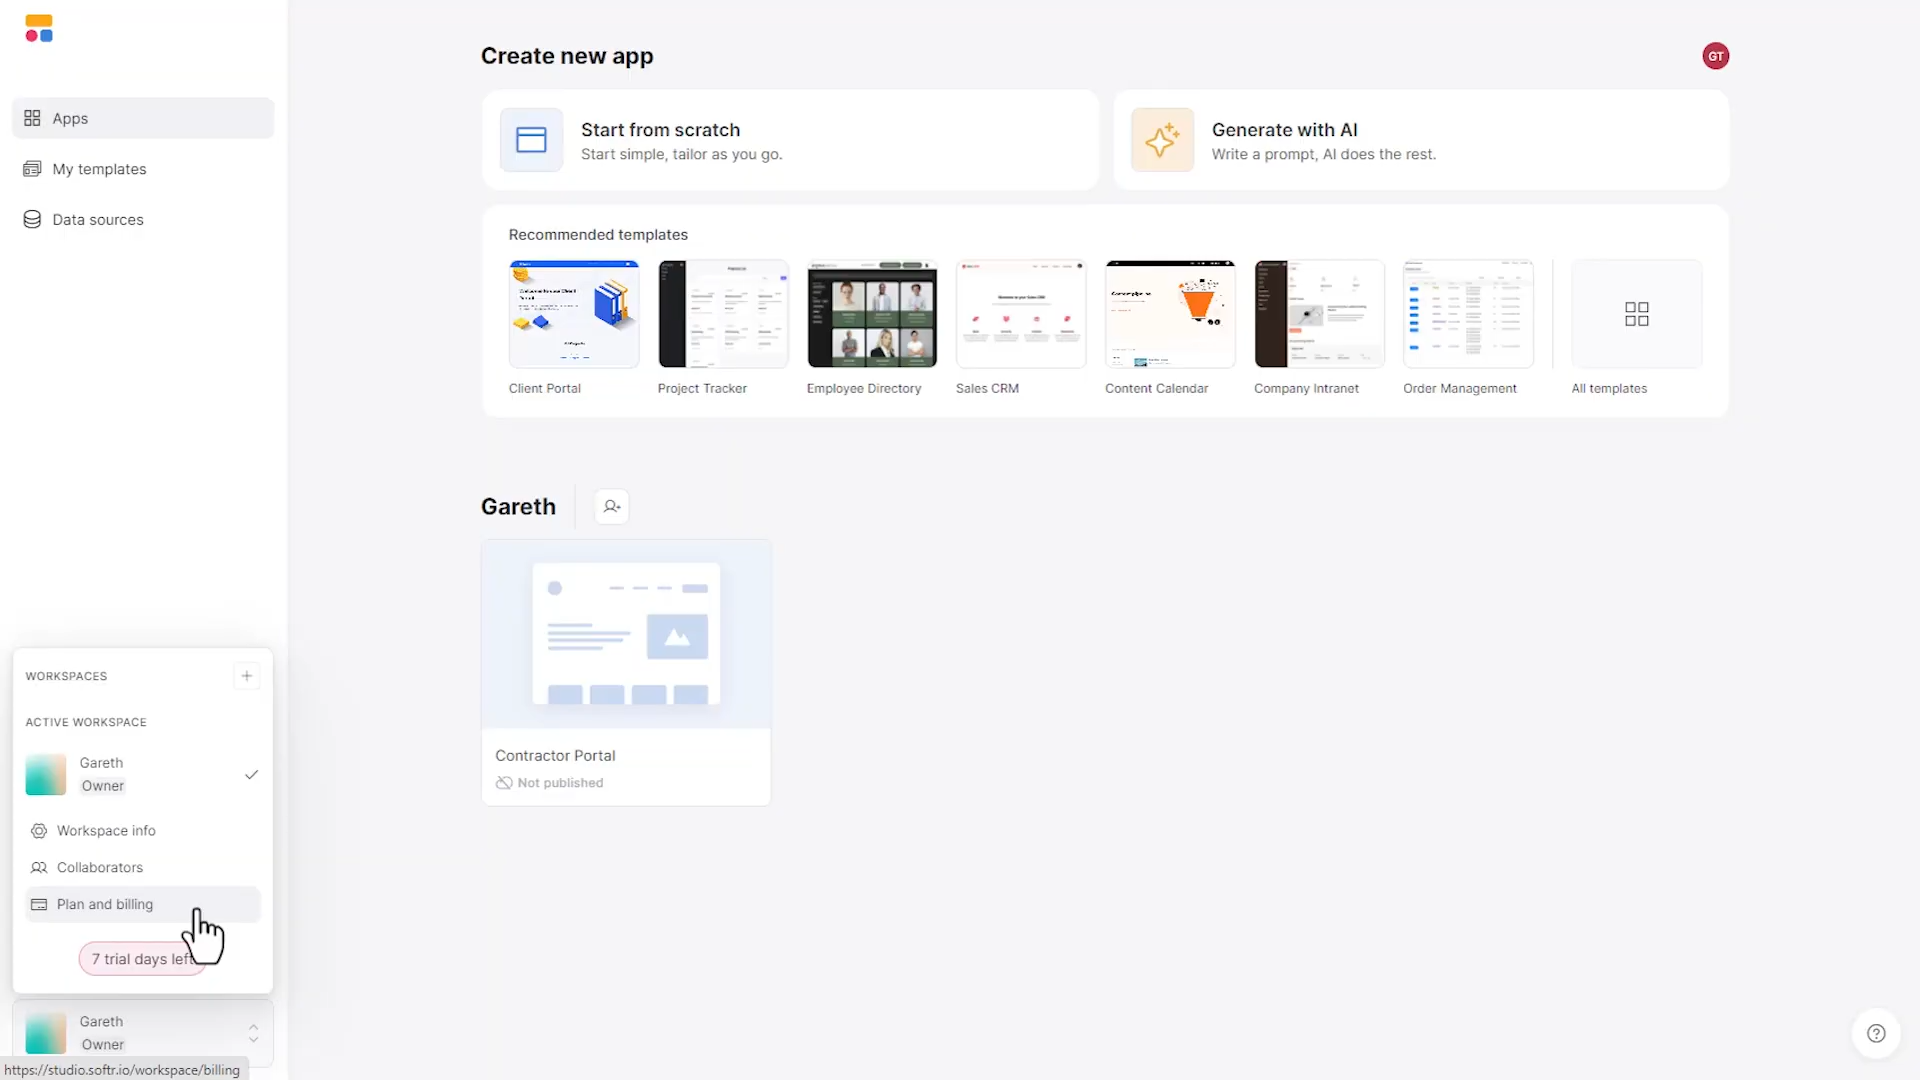 Create new app
GT
Apps
My templates
Data sources
Start from scratch
Start simple, tailor as you go.
Generate with AI
Write a prompt, AI does the rest.
Recommended templates
Client Portal
Project Tracker
Employee Directory
Sales CRM
Content Calendar
Company Intranet
Order Management
All templates
Gareth
Contractor Portal
Not published
WORKSPACES
ACTIVE WORKSPACE
Gareth
Owner
Workspace info
Collaborators
Plan and billing
7 trial days left
Gareth
Owner
https://studio.softr.io/workspace/billing